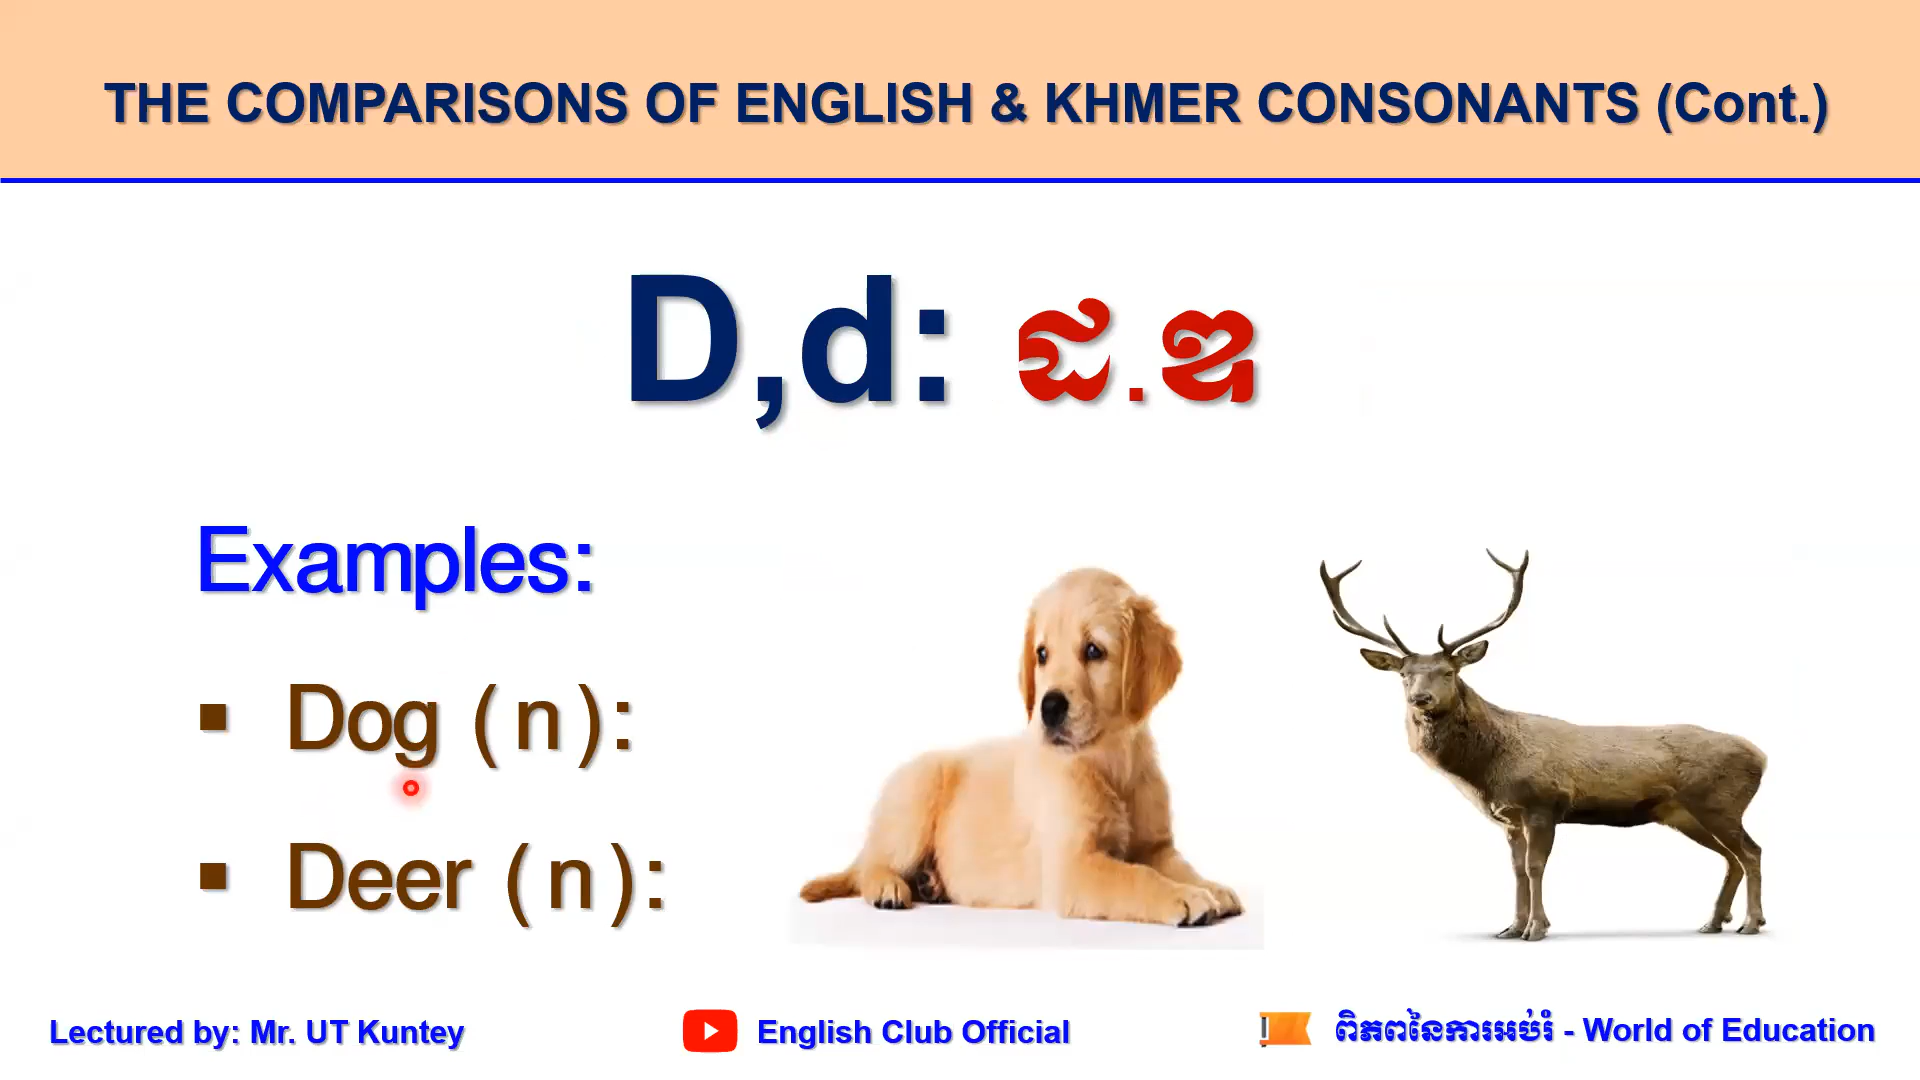 THE COMPARISONS OF ENGLISH & KHMER CONSONANTS (Cont.)
D,d: ដ.ឌ
Examples:
▪ Dog (n):
▪ Deer (n):
Lectured by: Mr. UT Kuntey
English Club Official
ពិភពនៃការអប់រំ - World of Education